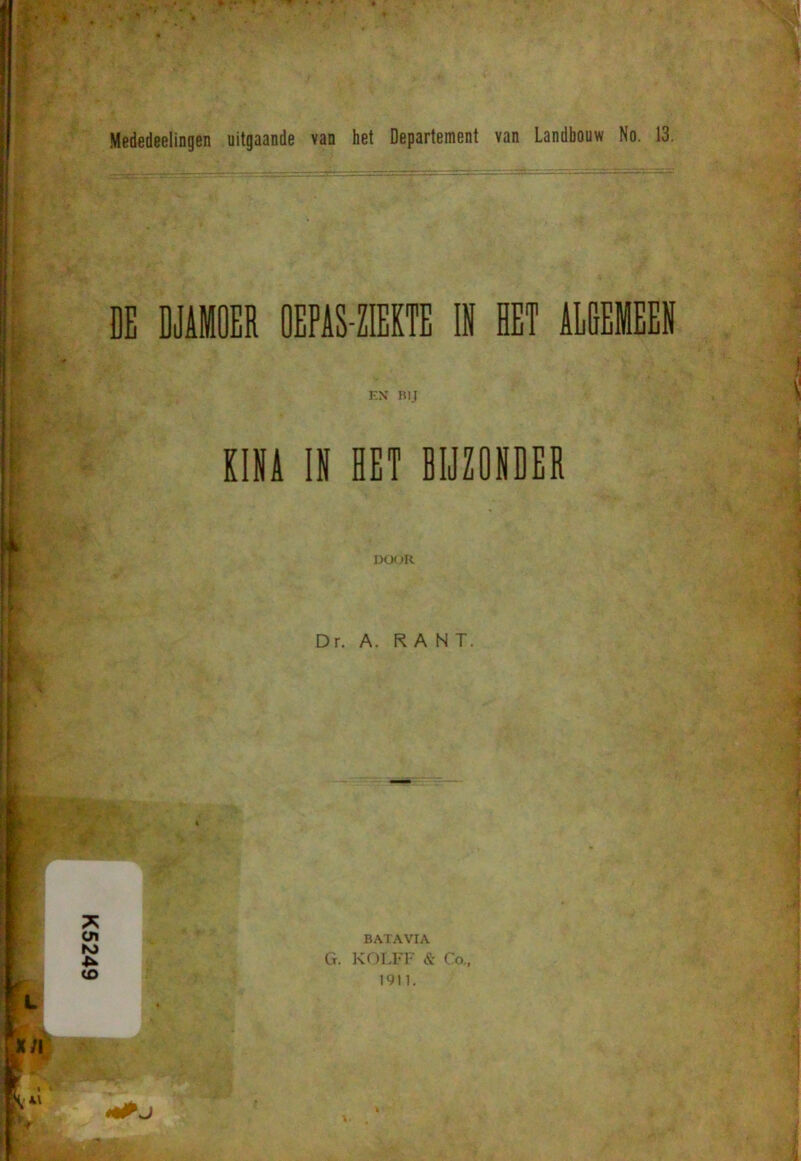 Mededeelingen uitgaande van het Departement van Landbouw No. 13.
DE DJAMOER OEPAS-ZIEKTE IN HET ALGEMEEN
EN BIJ
KINA IN HET BIJZONDER
DOOR
Dr. A. RANT.
BATAVIA
G. KOLFF & Co.,
1911.
K5249